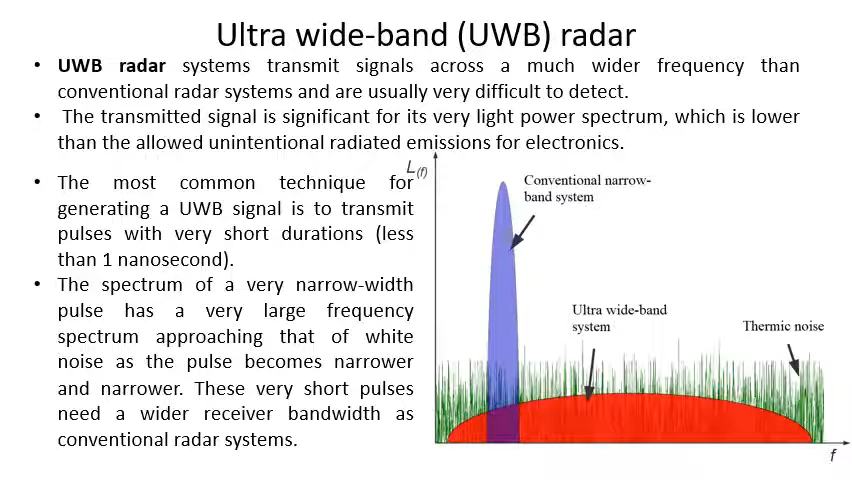 Ultra wide-band (UWB) radar
• UWB radar systems transmit signals across a much wider frequency than
conventional radar systems and are usually very difficult to detect.
• The transmitted signal is significant for its very light power spectrum, which is lower
than the allowed unintentional radiated emissions for electronics.
• The most common technique for
generating a UWB signal is to transmit
pulses with very short durations (less
than 1 nanosecond).
• The spectrum of a very narrow-width
pulse has a very large frequency
spectrum approaching that of white
noise as the pulse becomes narrower
and narrower. These very short pulses
need a wider receiver bandwidth as
conventional radar systems.
L(f)
Conventional narrow-
band system
Ultra wide-band
system
Thermic noise
f